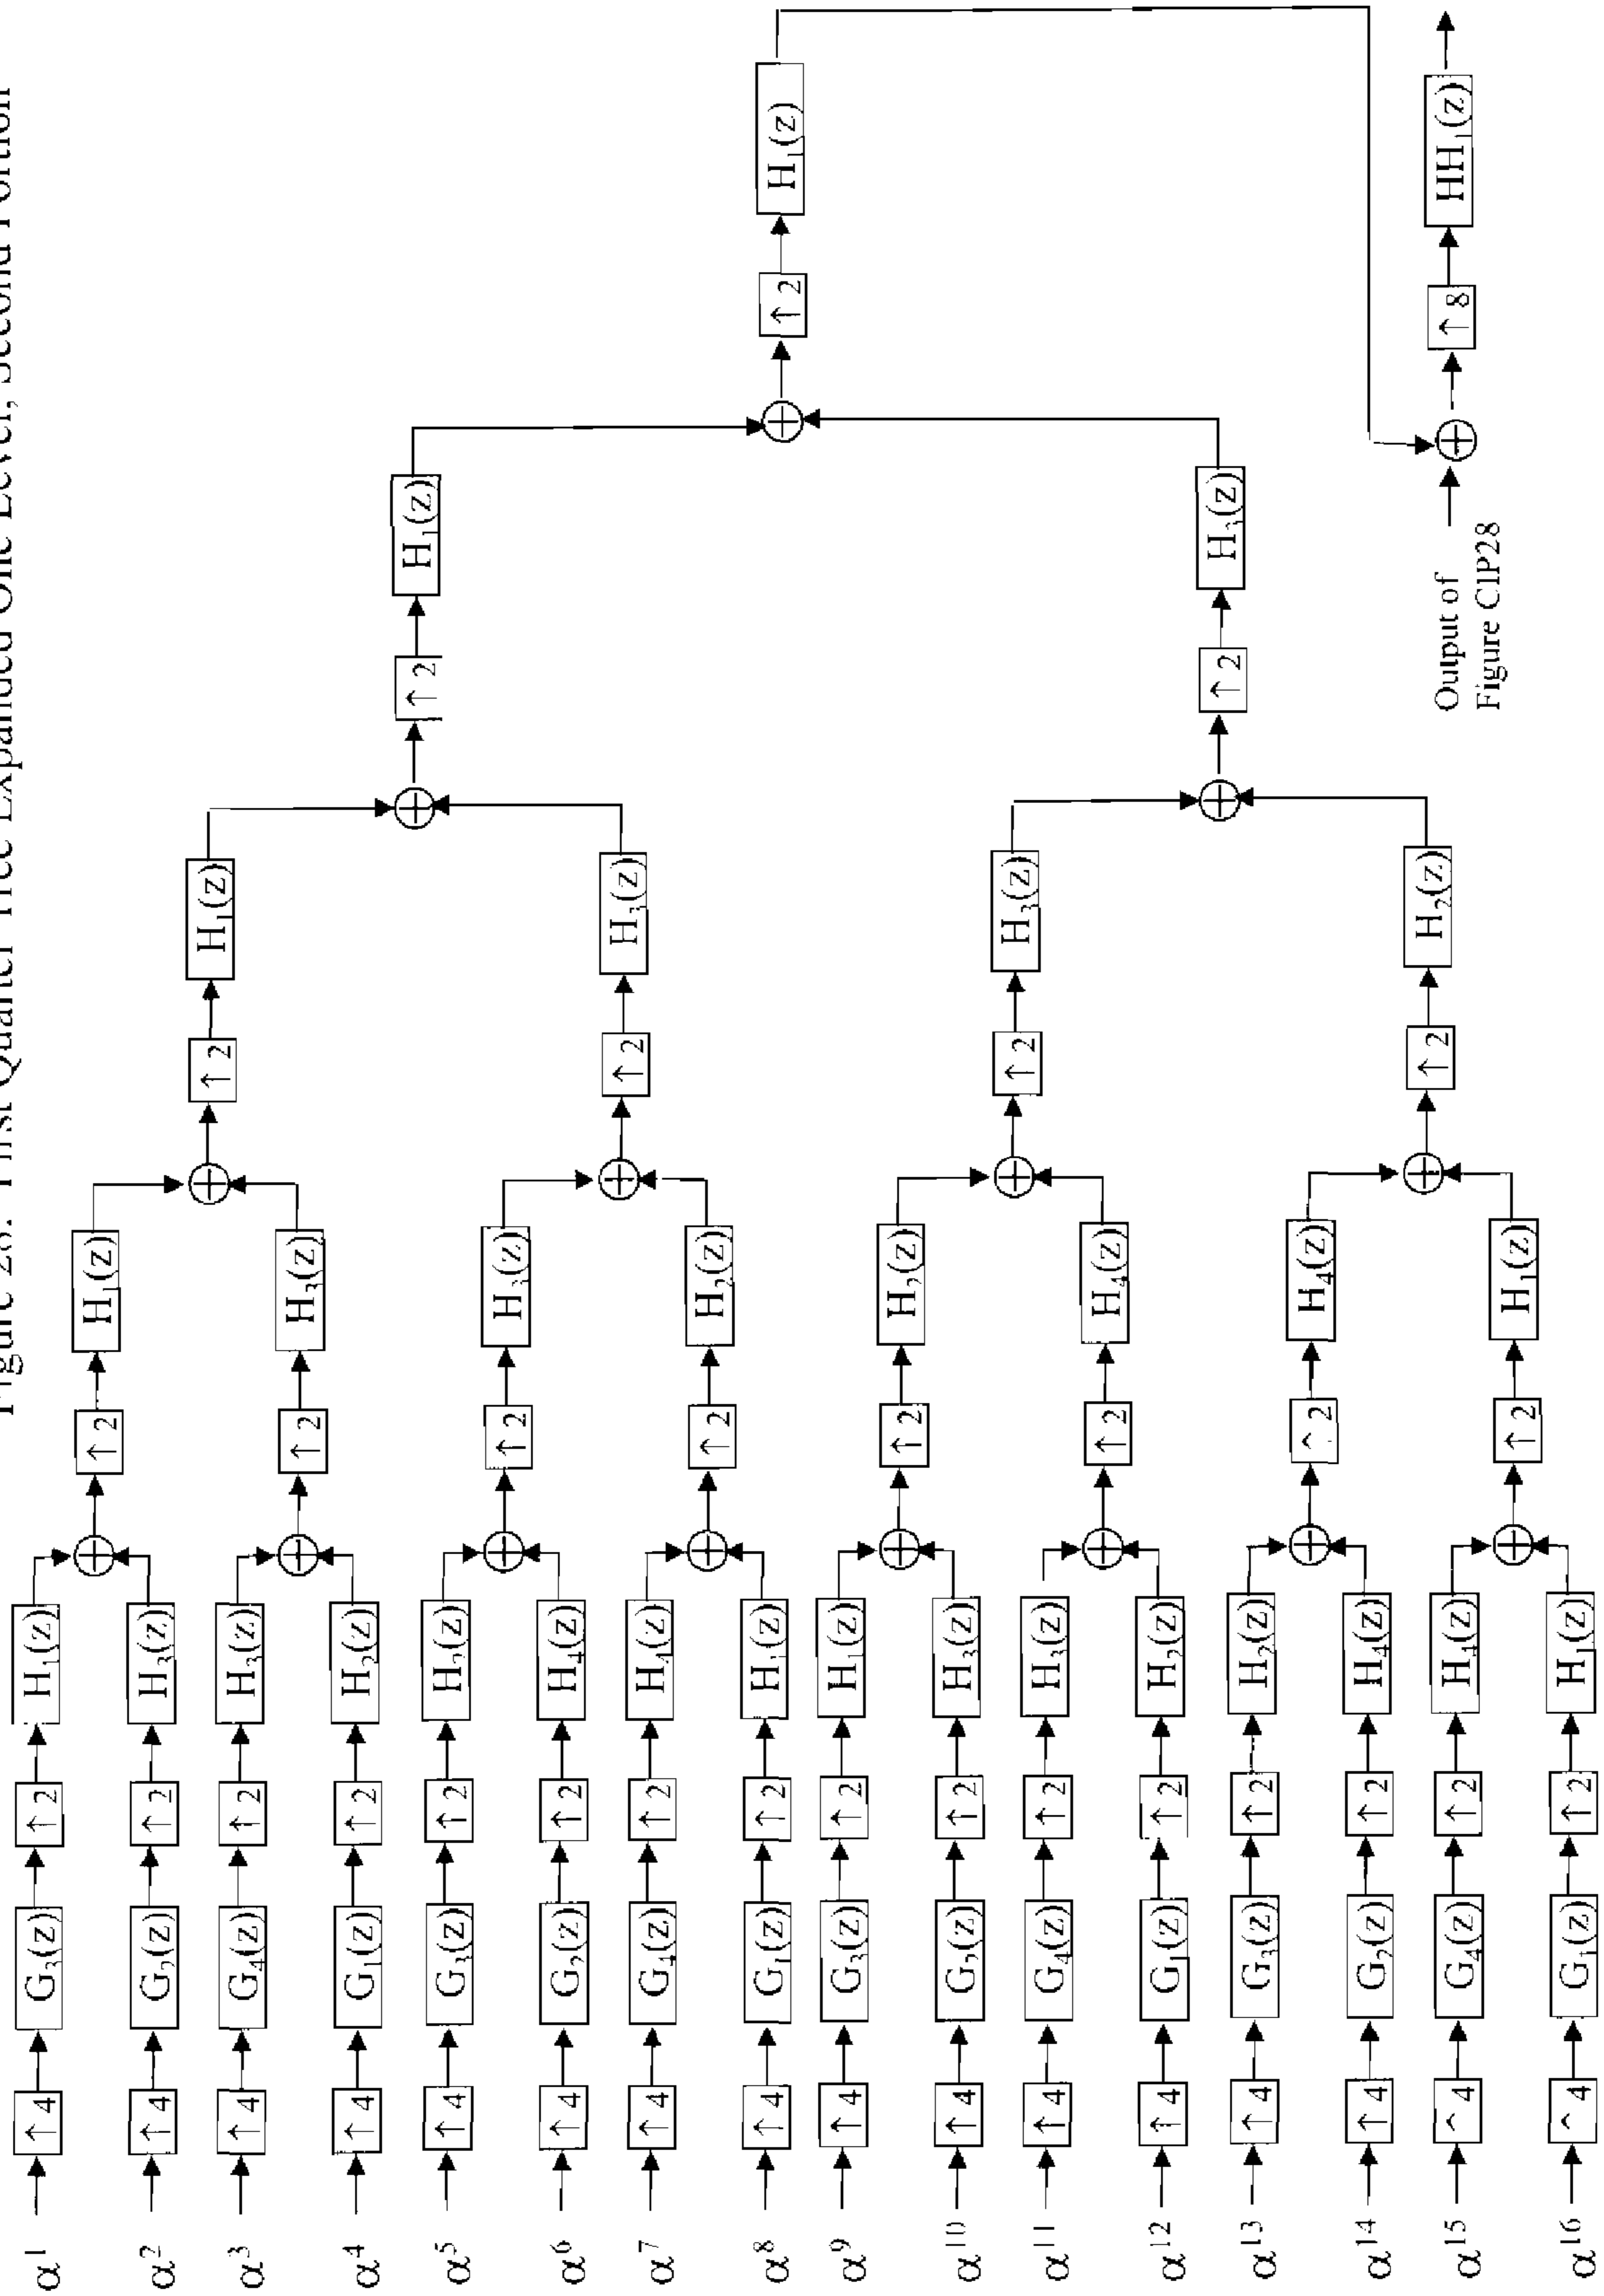 Figure 28. First Quarter Tree Expanded One Level, Second Portion
α¹ ↑4 G₃(z) ↑2 H₁(z)
↑2 H₁(z)
α² ↑4 G₂(z) ↑2 H₃(z)
↑2 H₁(z)
α³ ↑4 G₄(z) ↑2 H₃(z)
↑2 H₃(z)
α⁴ ↑4 G₁(z) ↑2 H₂(z)
↑2 H₁(z)
α⁵ ↑4 G₃(z) ↑2 H₂(z)
↑2 H₃(z)
α⁶ ↑4 G₂(z) ↑2 H₄(z)
↑2 H₃(z)
α⁷ ↑4 G₄(z) ↑2 H₄(z)
↑2 H₂(z)
α⁸ ↑4 G₁(z) ↑2 H₁(z)
↑2 H₁(z)
α⁹ ↑4 G₃(z) ↑2 H₁(z)
↑2 H₂(z)
α¹⁰ ↑4 G₂(z) ↑2 H₃(z)
↑2 H₃(z)
α¹¹ ↑4 G₄(z) ↑2 H₃(z)
↑2 H₄(z)
α¹² ↑4 G₁(z) ↑2 H₂(z)
↑2 H₃(z)
α¹³ ↑4 G₃(z) ↑2 H₂(z)
↑2 H₄(z)
α¹⁴ ↑4 G₂(z) ↑2 H₄(z)
↑2 H₂(z)
α¹⁵ ↑4 G₄(z) ↑2 H₄(z)
↑2 H₁(z)
α¹⁶ ↑4 G₁(z) ↑2 H₁(z)
Output of
Figure CIP28
↑8 HH₁(z)